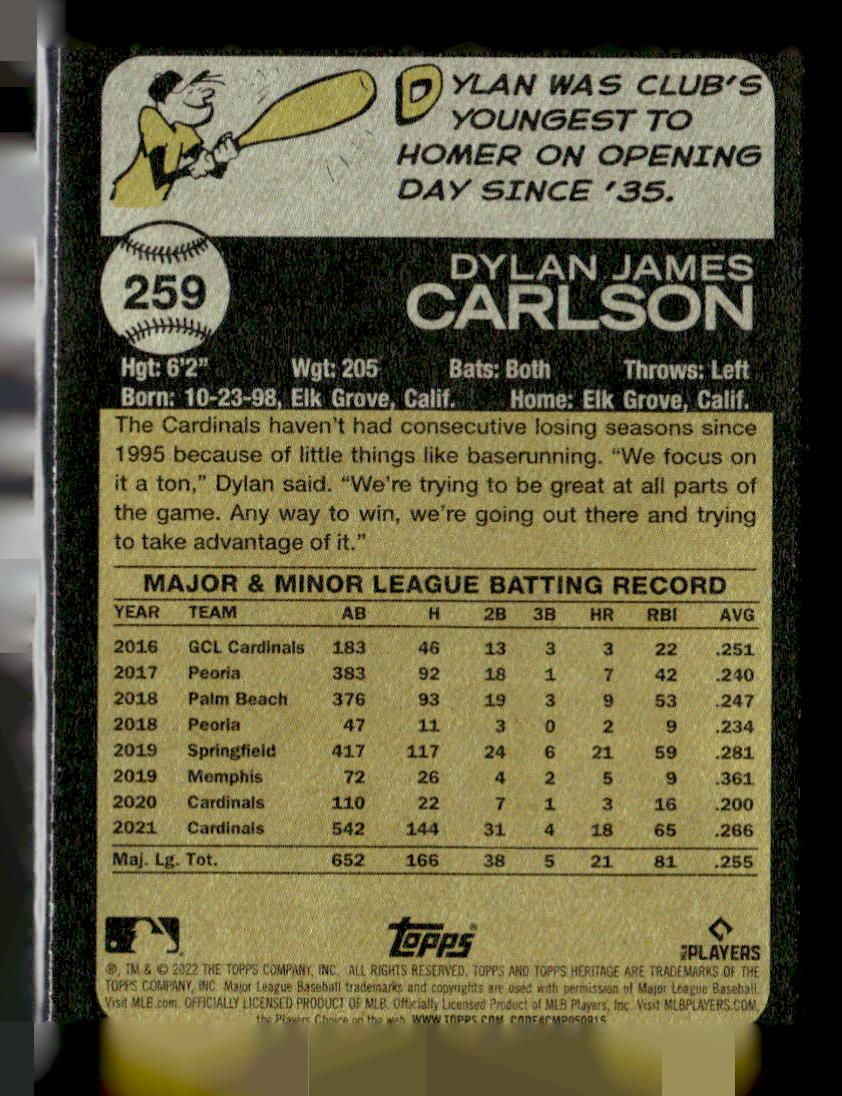 DYLAN WAS CLUB'S
YOUNGEST TO
HOMER ON OPENING
DAY SINCE '35.
259
DYLAN JAMES
CARLSON
Hgt: 6'2" Wgt: 205 Bats: Both Throws: Left
Born: 10-23-98, Elk Grove, Calif. Home: Elk Grove, Calif.
The Cardinals haven't had consecutive losing seasons since
1995 because of little things like baserunning. "We focus on
it a ton," Dylan said. "We're trying to be great at all parts of
the game. Any way to win, we're going out there and trying
to take advantage of it."
MAJOR & MINOR LEAGUE BATTING RECORD
YEAR TEAM AB H 2B 3B HR RBI AVG
2016 GCL Cardinals 183 46 13 3 3 22 .251
2017 Peoria 383 92 18 1 7 42 .240
2018 Palm Beach 376 93 19 3 9 53 .247
2018 Peoria 47 11 3 0 2 9 .234
2019 Springfield 417 117 24 6 21 59 .281
2019 Memphis 72 26 4 2 5 9 .361
2020 Cardinals 110 22 7 1 3 16 .200
2021 Cardinals 542 144 31 4 18 65 .266
Maj. Lg. Tot. 652 166 38 5 21 81 .255
topps
PLAYERS
®, TM & © 2022 THE TOPPS COMPANY, INC. ALL RIGHTS RESERVED. TOPPS AND TOPPS HERITAGE ARE TRADEMARKS OF THE
TOPPS COMPANY, INC. Major League Baseball trademarks and copyrights are used with permission of Major League Baseball.
Visit MLB.com. OFFICIALLY LICENSED PRODUCT OF MLB. Officially Licensed Product of MLB Players, Inc. Visit MLBPLAYERS.COM,
the Players Choice on the web. WWW.TOPPS.COM. CODE#CMP050915